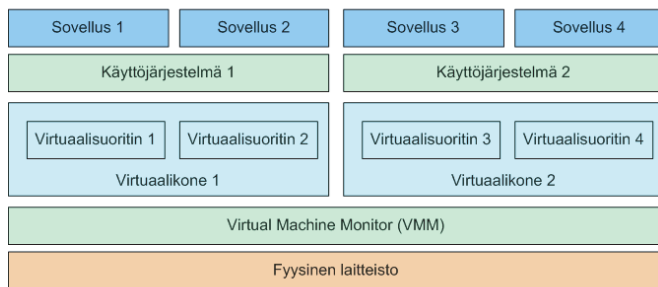 Sovellus 1
Sovellus 2
Sovellus 3
Sovellus 4
Käyttöjärjestelmä 1
Käyttöjärjestelmä 2
Virtuaalisuoritin 1
Virtuaalisuoritin 2
Virtuaalisuoritin 3
Virtuaalisuoritin 4
Virtuaalikone 1
Virtuaalikone 2
Virtual Machine Monitor (VMM)
Fyysinen laitteisto